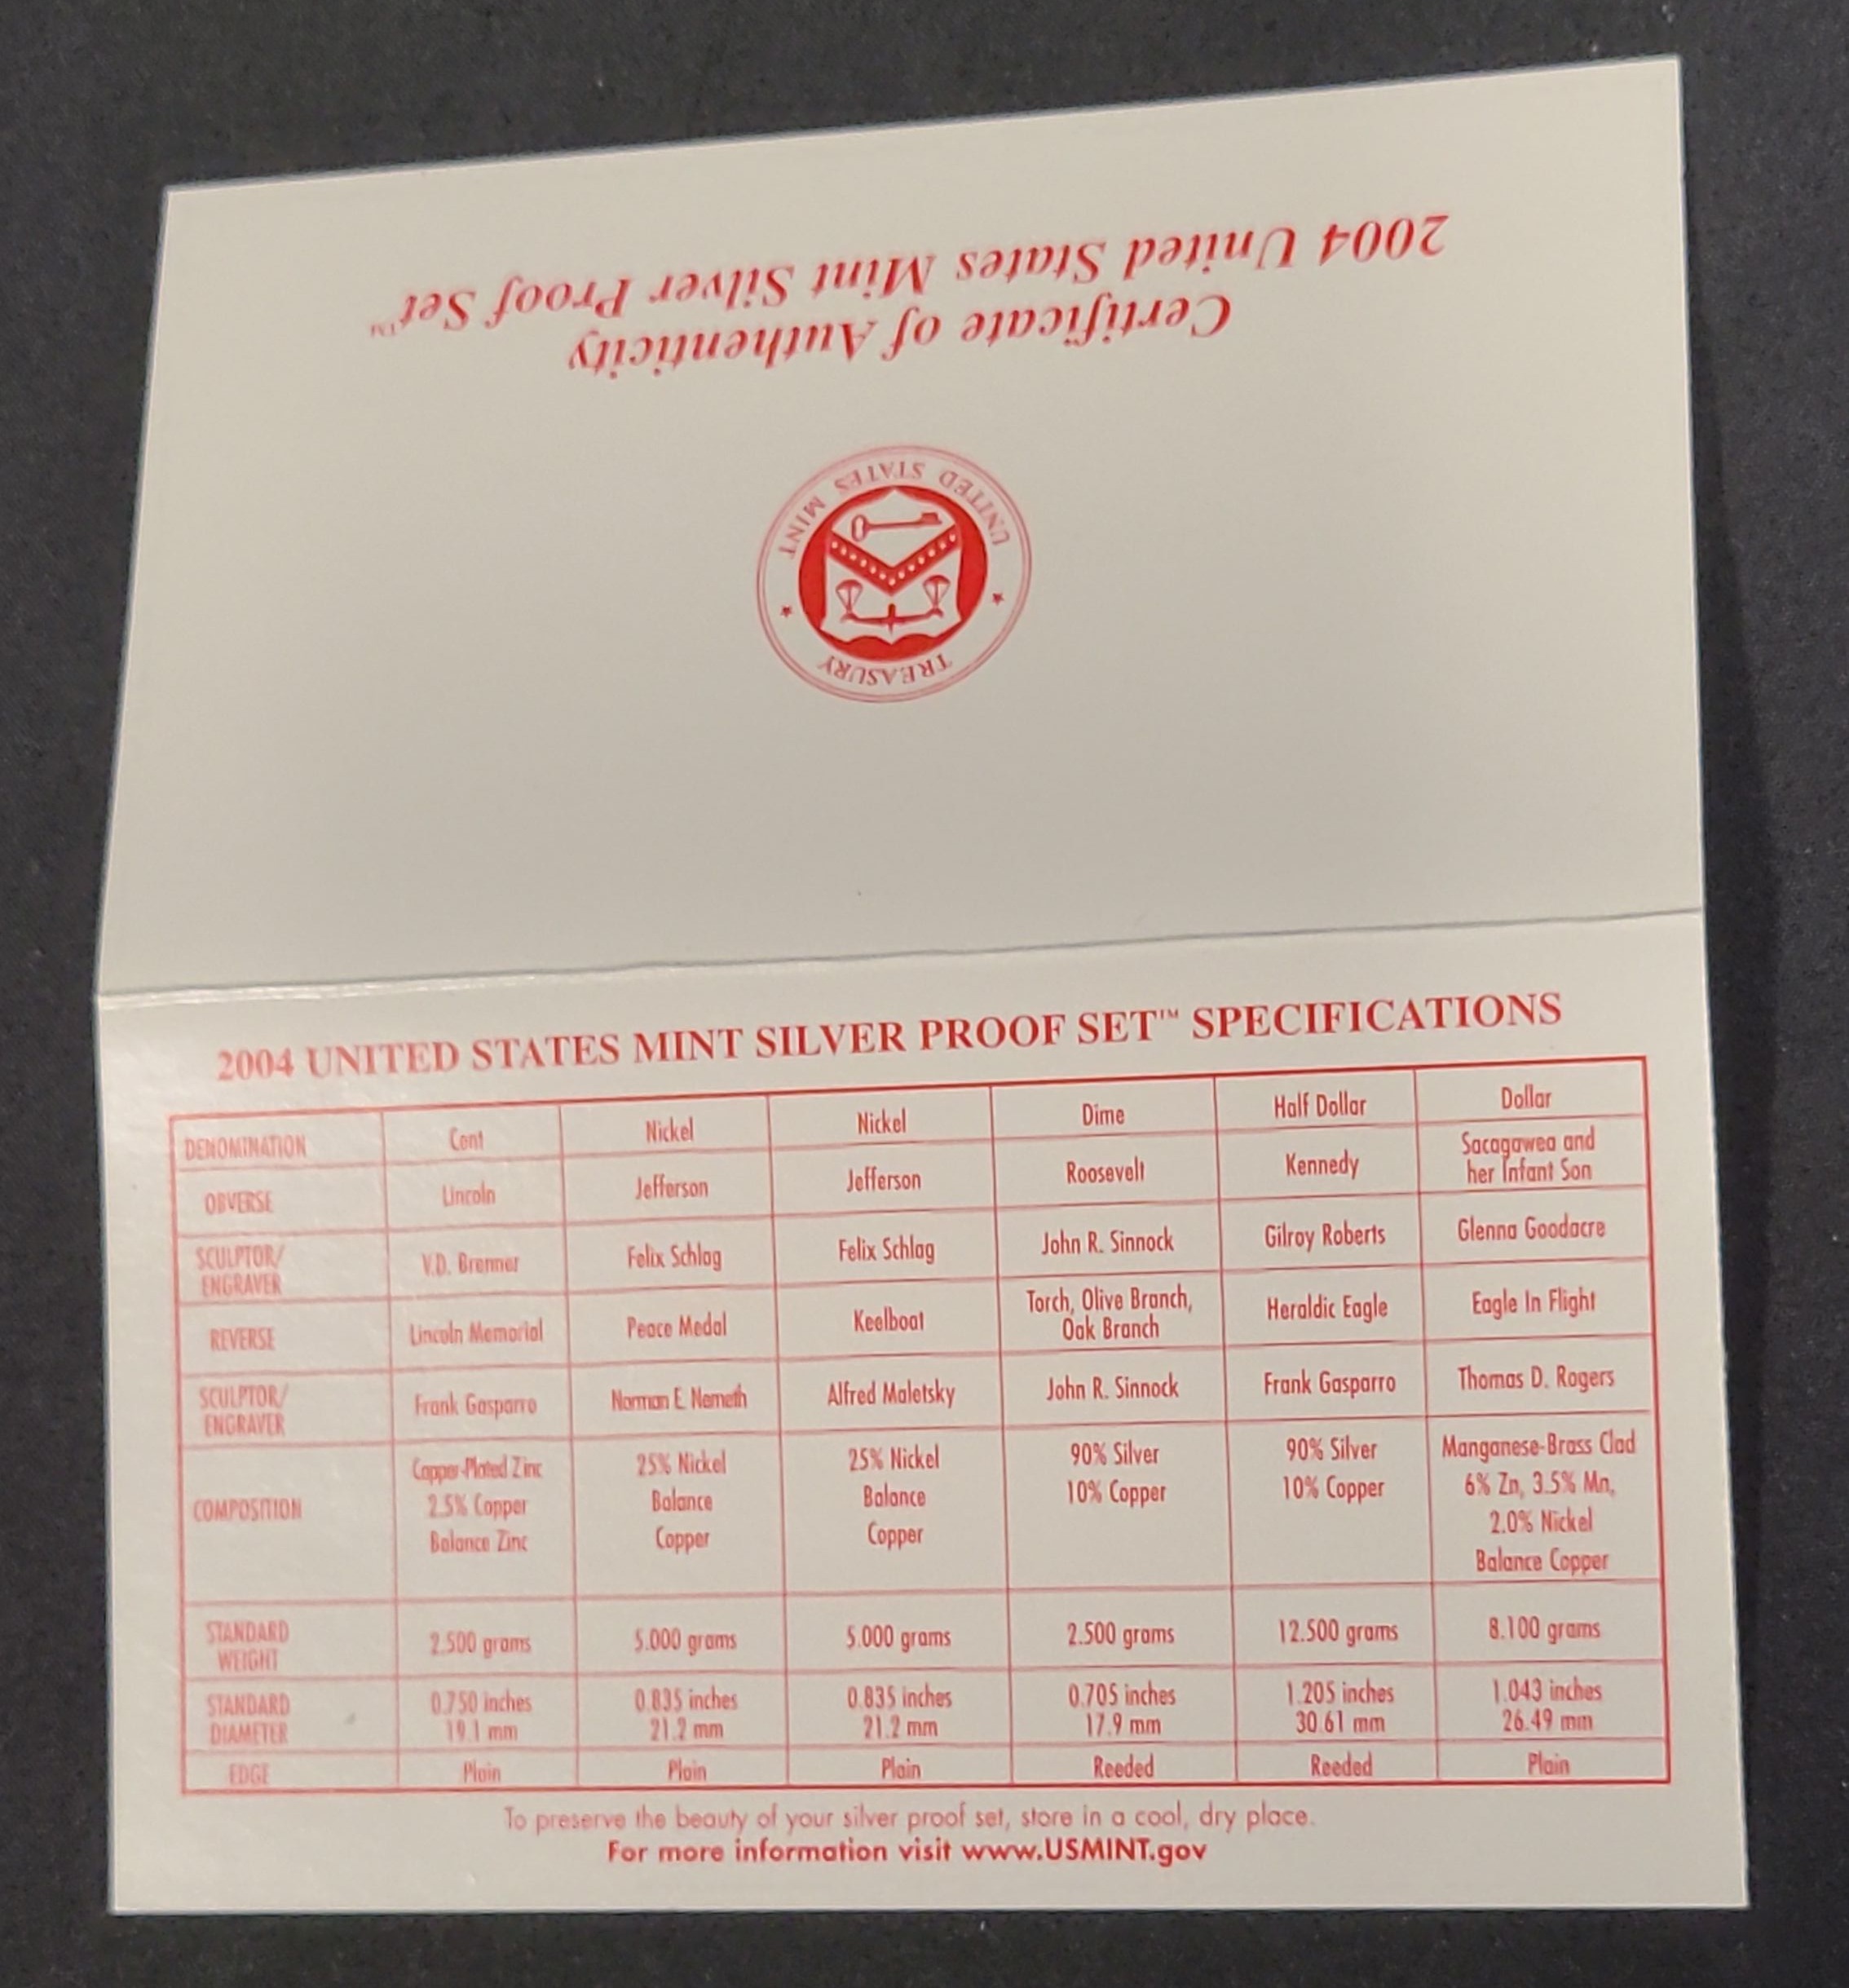 2004 United States Mint Silver Proof Set™
Certificate of Authenticity
UNITED STATES MINT
TREASURY
2004 UNITED STATES MINT SILVER PROOF SET™ SPECIFICATIONS
DENOMINATION Cent Nickel Nickel Dime Half Dollar Dollar
OBVERSE Lincoln Jefferson Jefferson Roosevelt Kennedy Sacagawea and
her Infant Son
SCULPTOR/ V.D. Brenner Felix Schlag Felix Schlag John R. Sinnock Gilroy Roberts Glenna Goodacre
ENGRAVER
REVERSE Lincoln Memorial Peace Medal Keelboat Torch, Olive Branch, Heraldic Eagle Eagle In Flight
Oak Branch
SCULPTOR/ Frank Gasparro Norman E. Nemeth Alfred Maletsky John R. Sinnock Frank Gasparro Thomas D. Rogers
ENGRAVER
COMPOSITION Copper-Plated Zinc 25% Nickel 25% Nickel 90% Silver 90% Silver Manganese-Brass Clad
2.5% Copper Balance Balance 10% Copper 10% Copper 6% Zn, 3.5% Mn,
Balance Zinc Copper Copper 2.0% Nickel
Balance Copper
STANDARD 2.500 grams 5.000 grams 5.000 grams 2.500 grams 12.500 grams 8.100 grams
WEIGHT
STANDARD 0.750 inches 0.835 inches 0.835 inches 0.705 inches 1.205 inches 1.043 inches
DIAMETER 19.1 mm 21.2 mm 21.2 mm 17.9 mm 30.61 mm 26.49 mm
EDGE Plain Plain Plain Reeded Reeded Plain
To preserve the beauty of your silver proof set, store in a cool, dry place.
For more information visit www.USMINT.gov